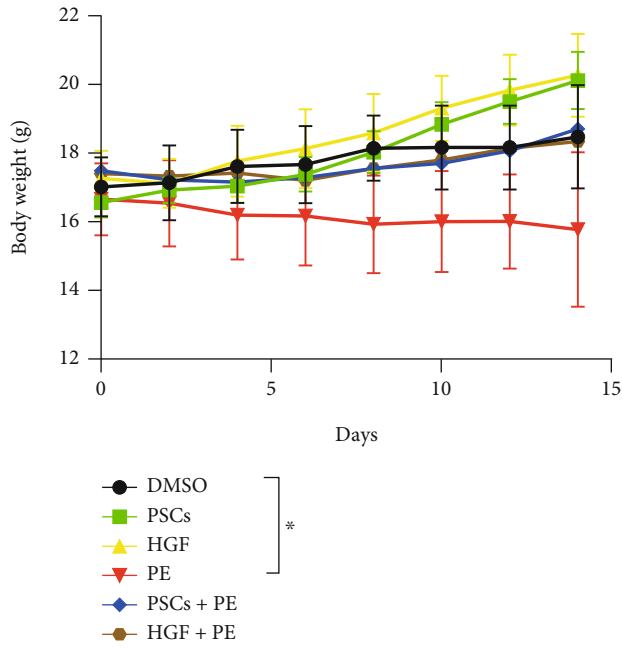 22
20
18
16
14
12
Body weight (g)
0 5 10 15
Days
DMSO
PSCs
HGF
PE
PSCs + PE
HGF + PE
*